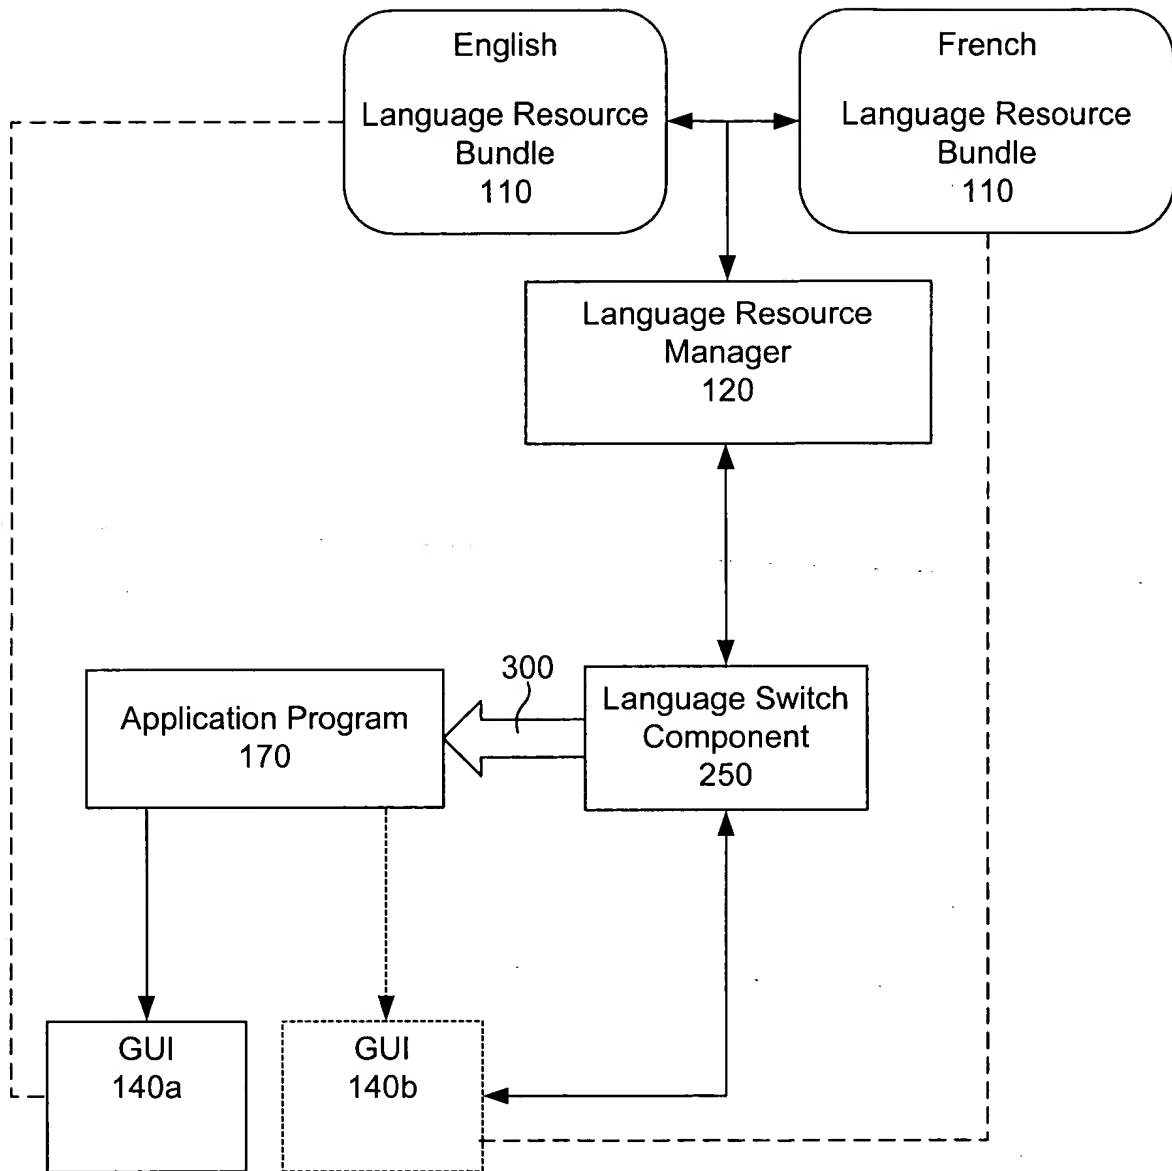 English
Language Resource
Bundle
110
French
Language Resource
Bundle
110
Language Resource
Manager
120
300
Application Program
170
Language Switch
Component
250
GUI
140a
GUI
140b